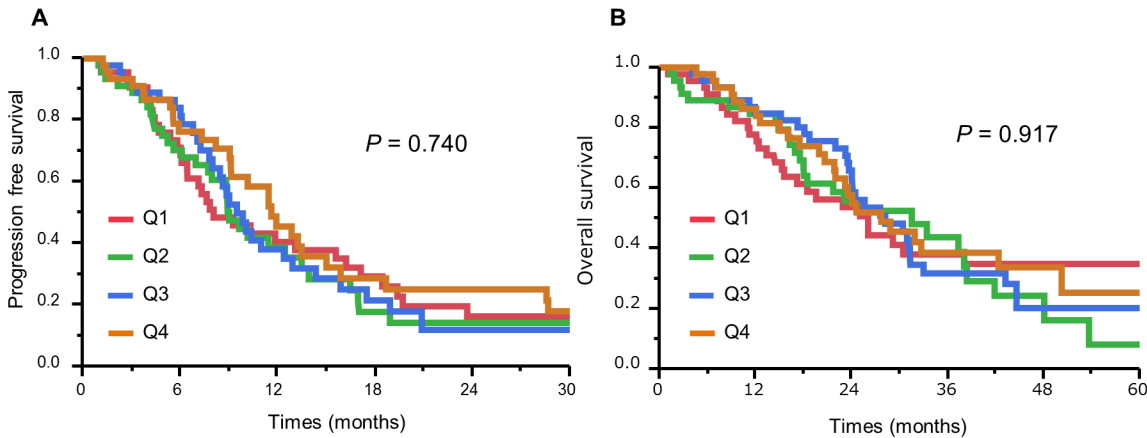 A
Progression free survival
1.0
0.8
0.6
0.4
0.2
0.0
P = 0.740
Q1
Q2
Q3
Q4
0 6 12 18 24 30
Times (months)
B
Overall survival
1.0
0.8
0.6
0.4
0.2
0.0
P = 0.917
Q1
Q2
Q3
Q4
0 12 24 36 48 60
Times (months)